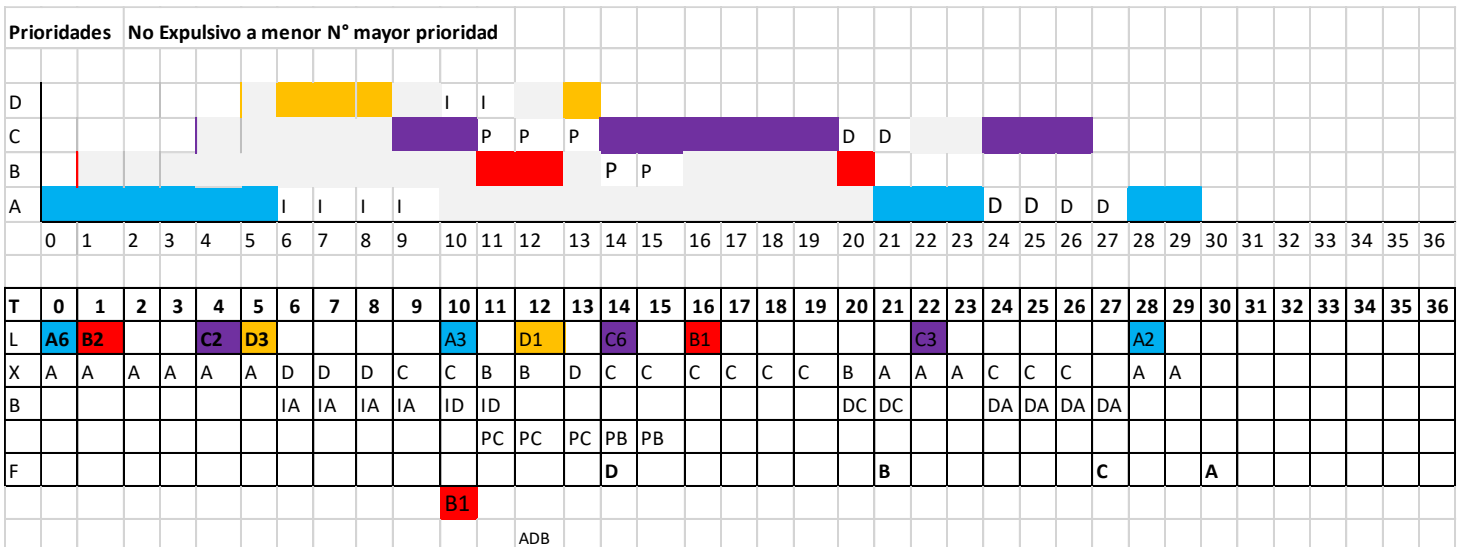 Prioridades No Expulsivo a menor N° mayor prioridad
D I I
C P P P D D
B P P
A I I I I D D D D
0 1 2 3 4 5 6 7 8 9 10 11 12 13 14 15 16 17 18 19 20 21 22 23 24 25 26 27 28 29 30 31 32 33 34 35 36
T 0 1 2 3 4 5 6 7 8 9 10 11 12 13 14 15 16 17 18 19 20 21 22 23 24 25 26 27 28 29 30 31 32 33 34 35 36
L A6 B2 C2 D3 A3 D1 C6 B1 C3 A2
X A A A A A A D D D C C B B D C C C C C C B A A A C C C A A
B IA IA IA IA ID ID DC DC DA DA DA DA
PC PC PC PB PB
F D B C A
B1
ADB